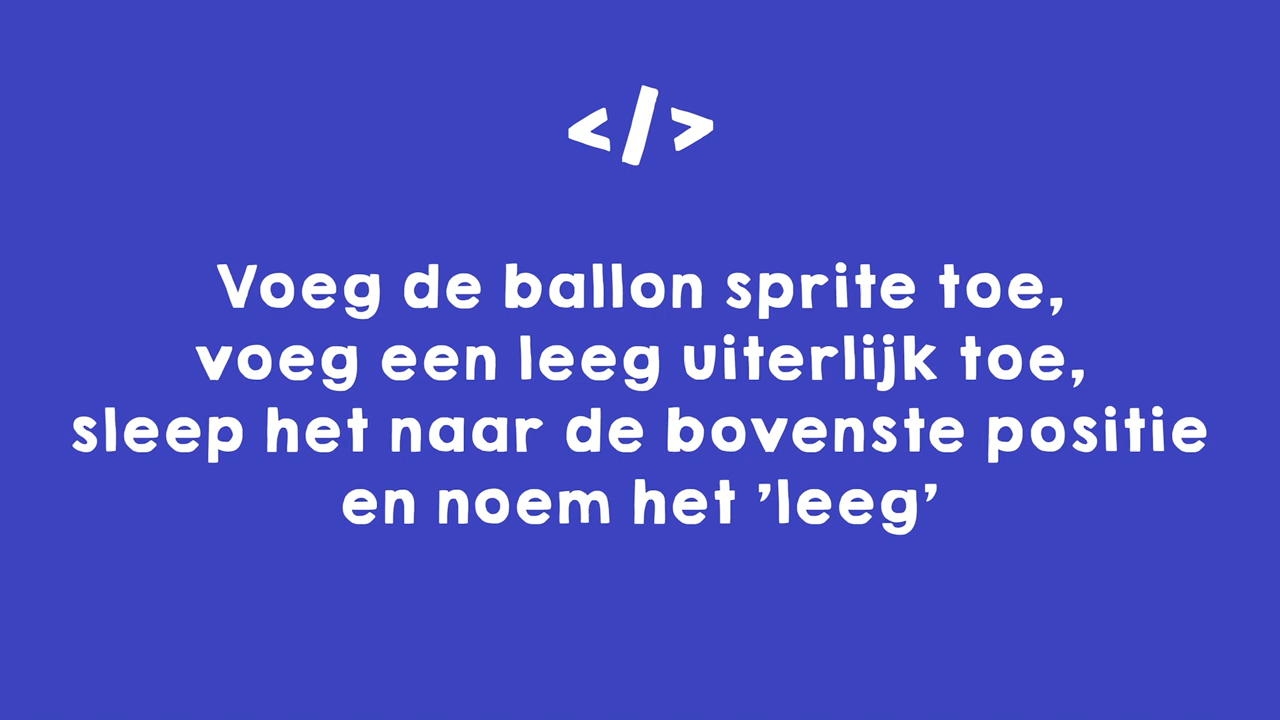 </>
Voeg de ballon sprite toe,
voeg een leeg uiterlijk toe,
sleep het naar de bovenste positie
en noem het ’leeg’